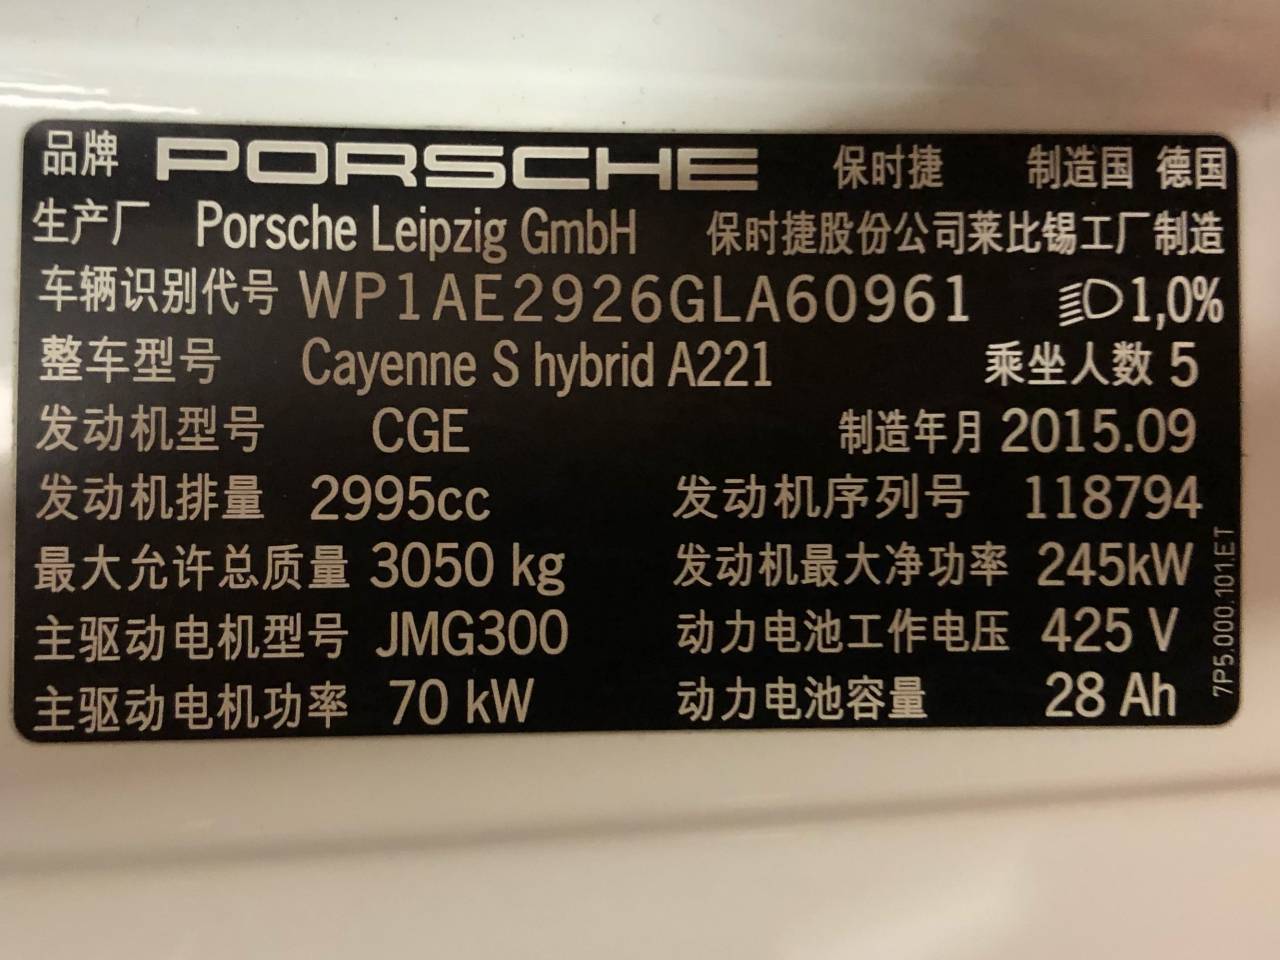 品牌 PORSCHE 保时捷 制造国 德国
生产厂 Porsche Leipzig GmbH 保时捷股份公司莱比锡工厂制造
车辆识别代号 WP1AE2926GLA60961 1,0%
整车型号 Cayenne S hybrid A221 乘坐人数 5
发动机型号 CGE 制造年月 2015.09
发动机排量 2995cc 发动机序列号 118794
最大允许总质量 3050 kg 发动机最大净功率 245kW
主驱动电机型号 JMG300 动力电池工作电压 425 V
主驱动电机功率 70 kW 动力电池容量 28 Ah
7P5.000.101.ET